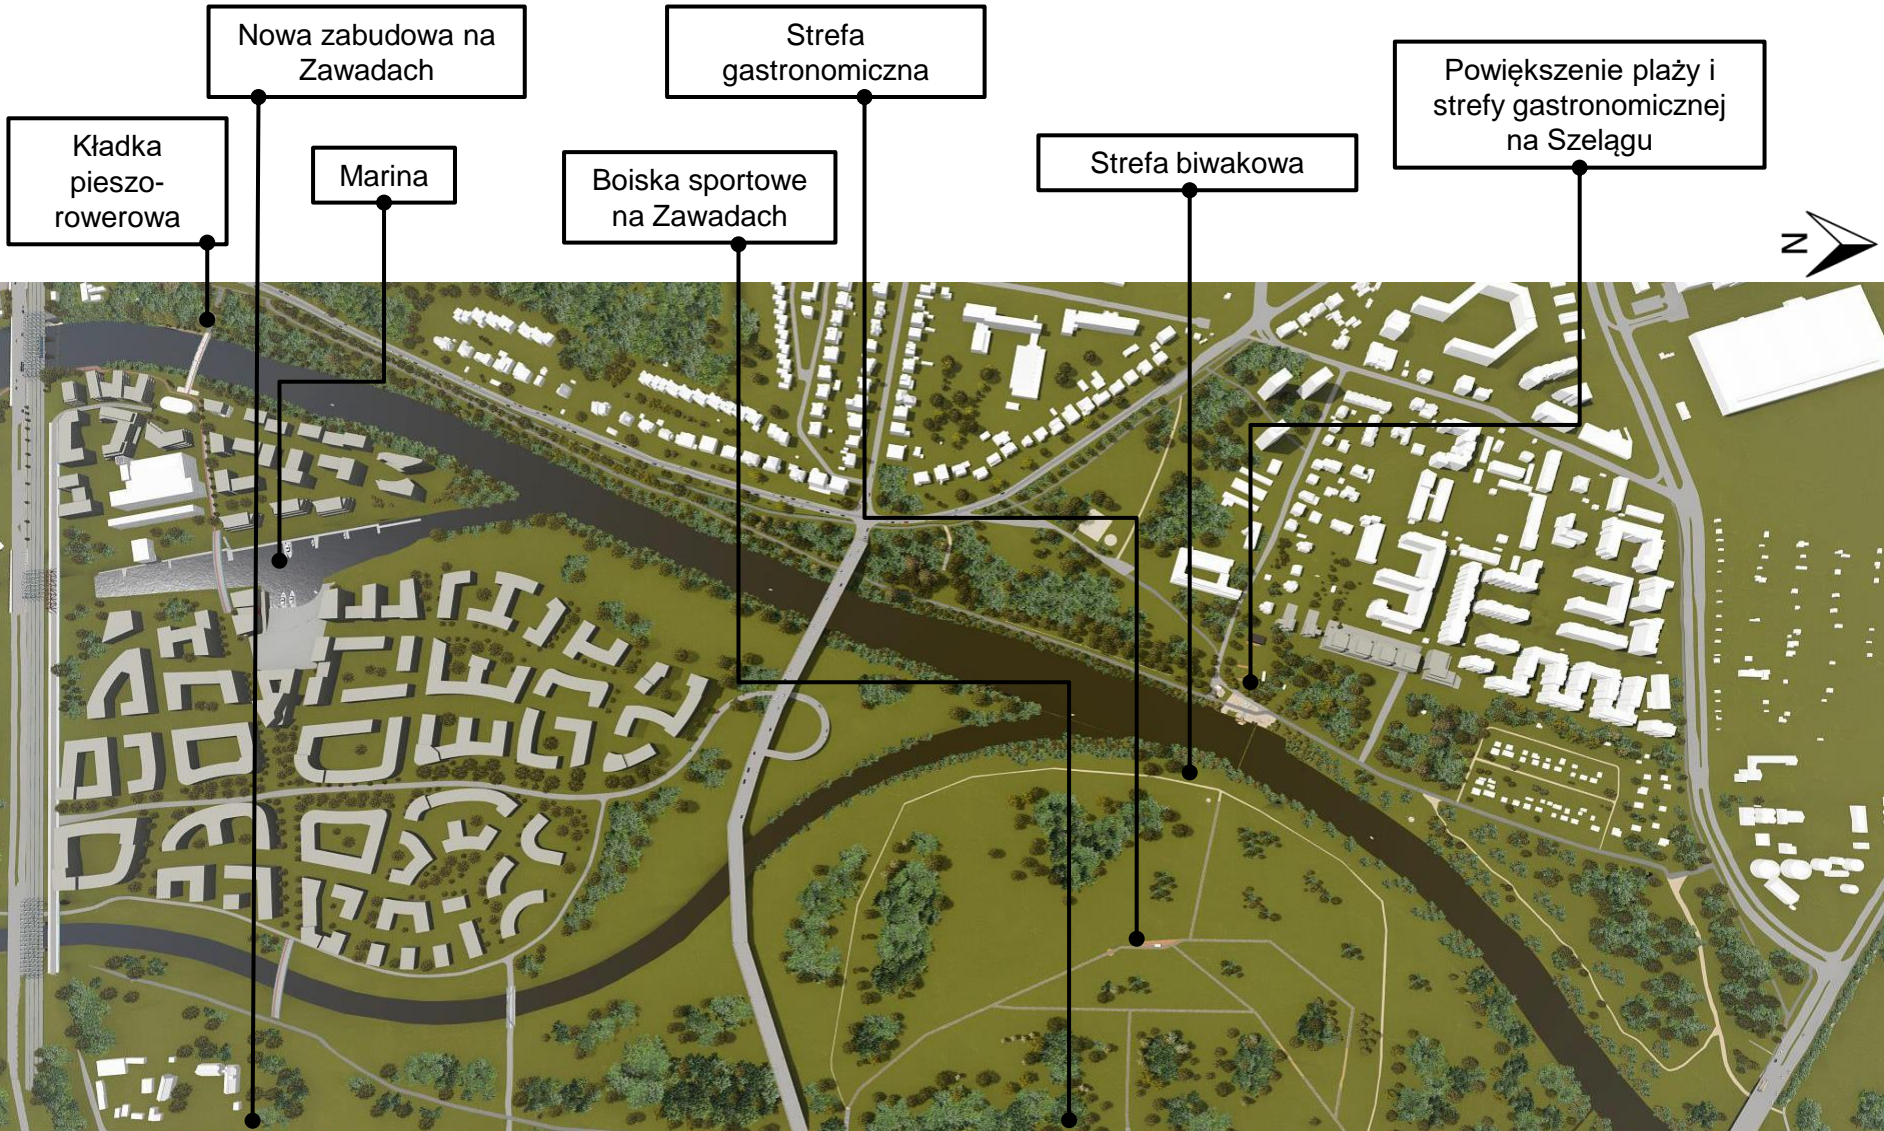 Nowa zabudowa na
Zawadach
Strefa
gastronomiczna
Powiększenie plaży i
strefy gastronomicznej
na Szelągu
Kładka
pieszo-
rowerowa
Marina
Boiska sportowe
na Zawadach
Strefa biwakowa
N